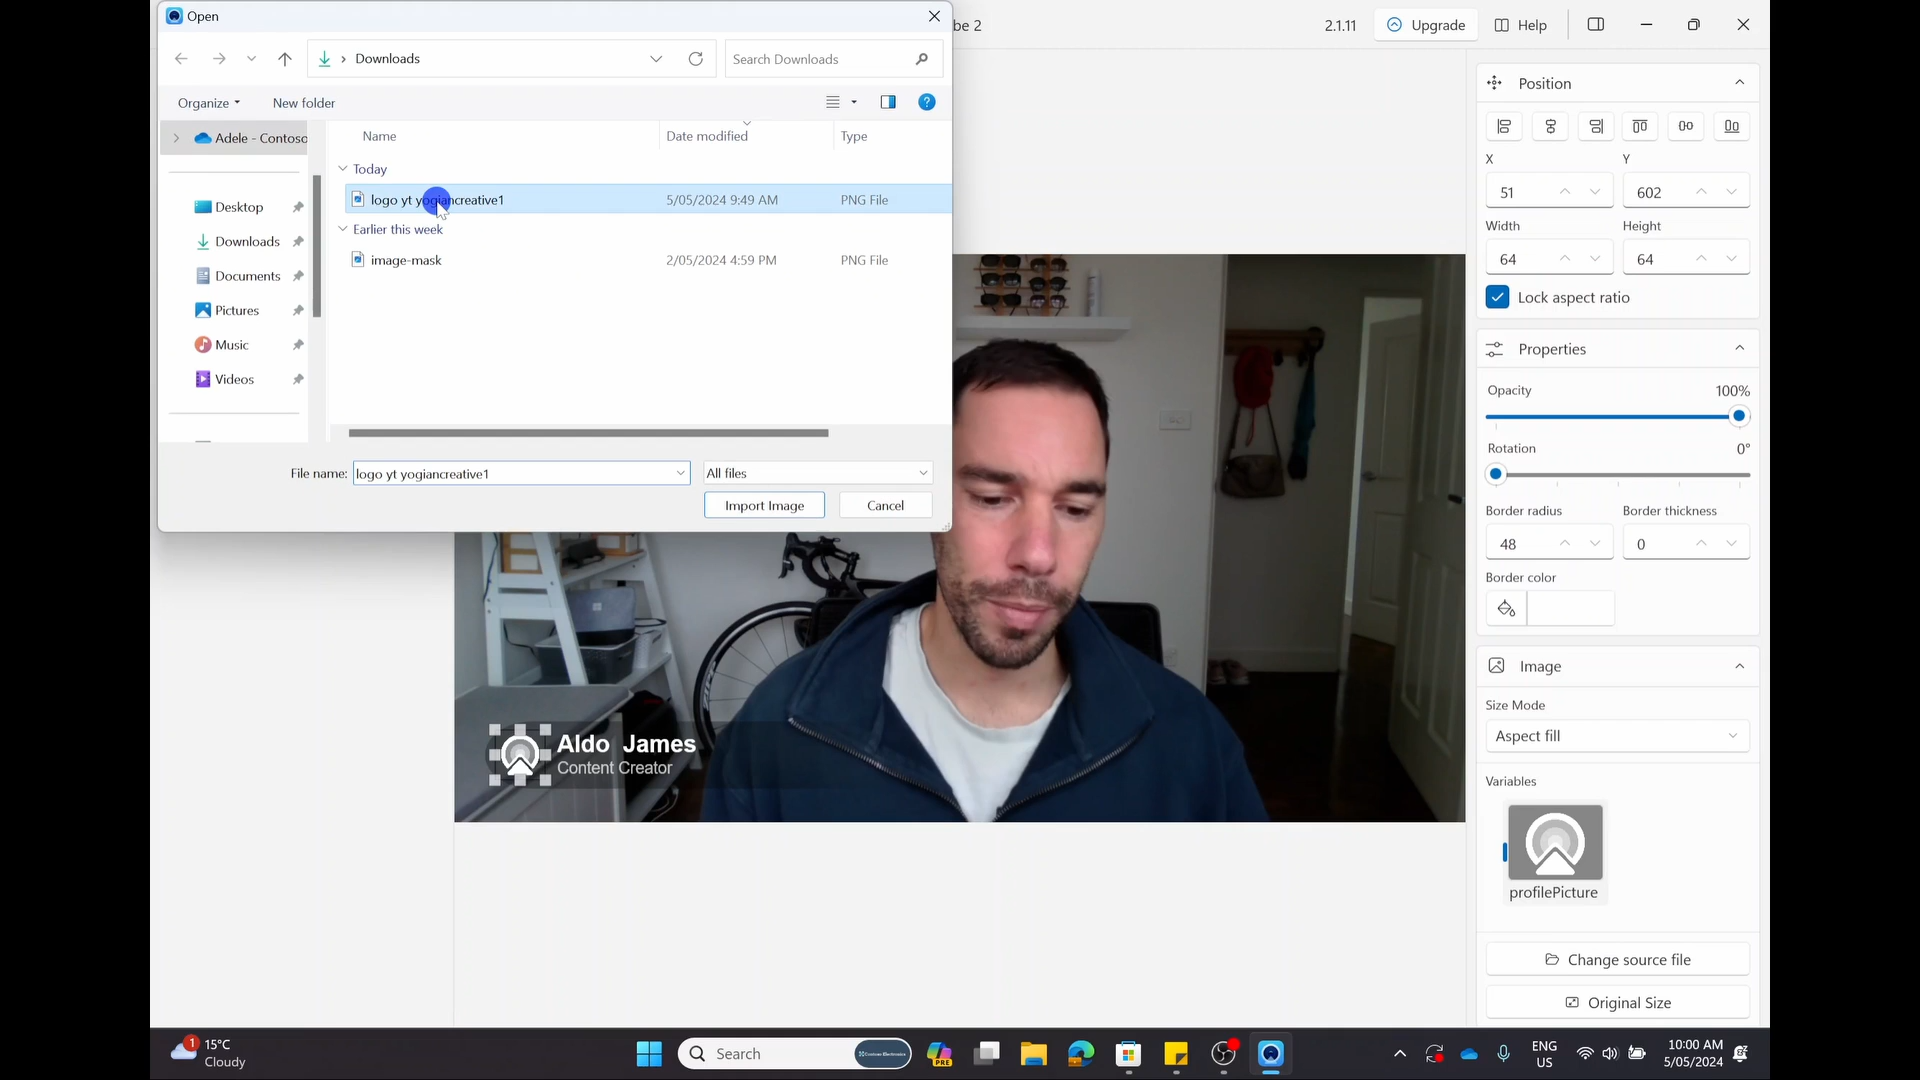 Open
be 2
2.1.11
Upgrade
Help
Downloads
Search Downloads
Organize
New folder
Adele - Contoso
Desktop
Downloads
Documents
Pictures
Music
Videos
Name
Date modified
Type
Today
logo yt yogiancreative1
5/05/2024 9:49 AM
PNG File
Earlier this week
image-mask
2/05/2024 4:59 PM
PNG File
File name:
logo yt yogiancreative1
All files
Import Image
Cancel
Aldo James
Content Creator
Position
X
Y
51
602
Width
Height
64
64
Lock aspect ratio
Properties
Opacity
100%
Rotation
0°
Border radius
Border thickness
48
0
Border color
Image
Size Mode
Aspect fill
Variables
profilePicture
Change source file
Original Size
1
15°C
Cloudy
Search
PRE
ENG
US
10:00 AM
5/05/2024